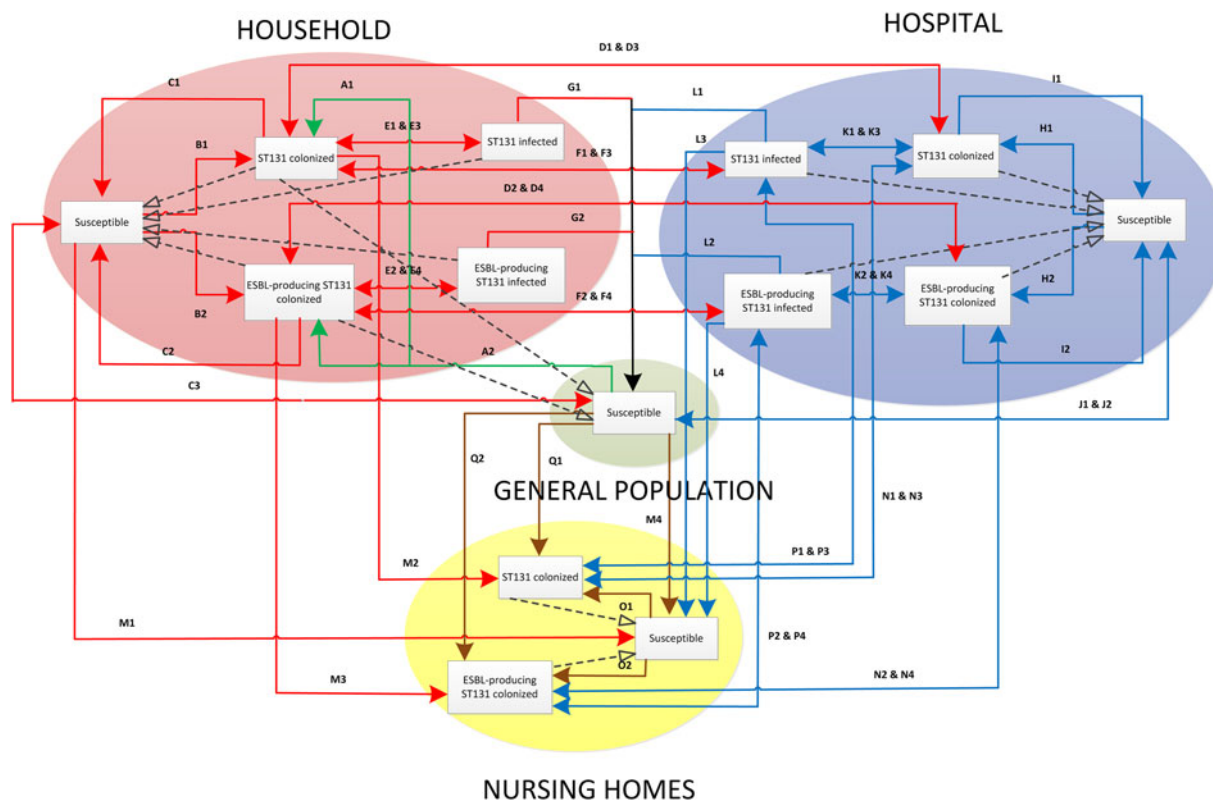 HOUSEHOLD
HOSPITAL
D1 & D3
C1
A1
G1
L1
I1
E1 & E3
ST131 infected
L3
K1 & K3
H1
B1
ST131 colonized
F1 & F3
ST131 infected
ST131 colonized
D2 & D4
Susceptible
Susceptible
G2
L2
E2 & E4
ESBL-producing
ST131 infected
K2 & K4
ESBL-producing ST131
colonized
F2 & F4
ESBL-producing
ST131 infected
ESBL-producing
ST131 colonized
H2
B2
C2
A2
I2
C3
L4
Susceptible
J1 & J2
Q2
Q1
GENERAL POPULATION
N1 & N3
M4
M2
P1 & P3
ST131 colonized
O1
M1
Susceptible
P2 & P4
O2
M3
ESBL-producing
ST131 colonized
N2 & N4
NURSING HOMES